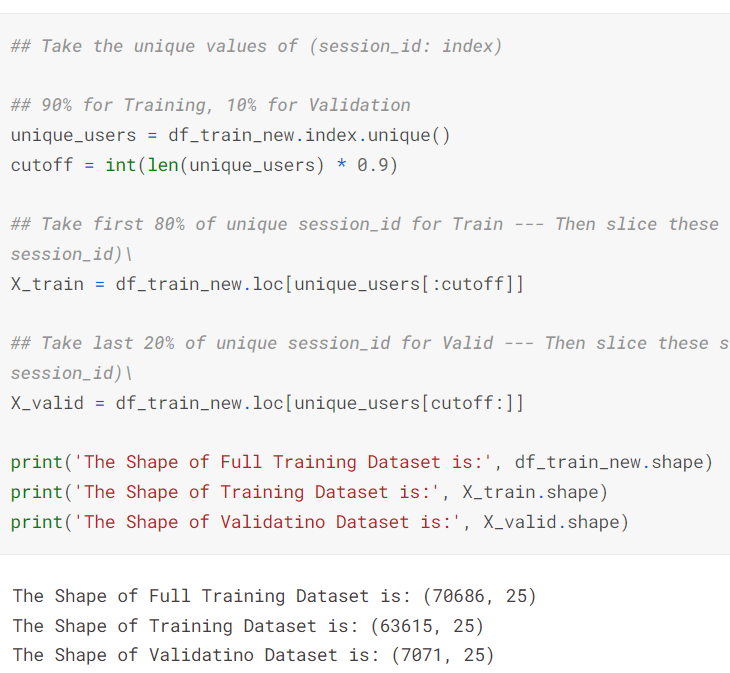 ## Take the unique values of (session_id: index)
## 90% for Training, 10% for Validation
unique_users = df_train_new.index.unique()
cutoff = int(len(unique_users) * 0.9)
## Take first 80% of unique session_id for Train --- Then slice these
session_id)\
X_train = df_train_new.loc[unique_users[:cutoff]]
## Take last 20% of unique session_id for Valid --- Then slice these s
session_id)\
X_valid = df_train_new.loc[unique_users[cutoff:]]
print('The Shape of Full Training Dataset is:', df_train_new.shape)
print('The Shape of Training Dataset is:', X_train.shape)
print('The Shape of Validatino Dataset is:', X_valid.shape)
The Shape of Full Training Dataset is: (70686, 25)
The Shape of Training Dataset is: (63615, 25)
The Shape of Validatino Dataset is: (7071, 25)